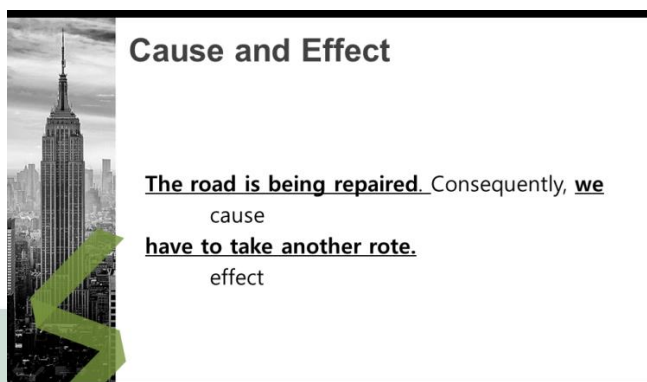 Cause and Effect
The road is being repaired. Consequently, we
cause
have to take another rote.
effect